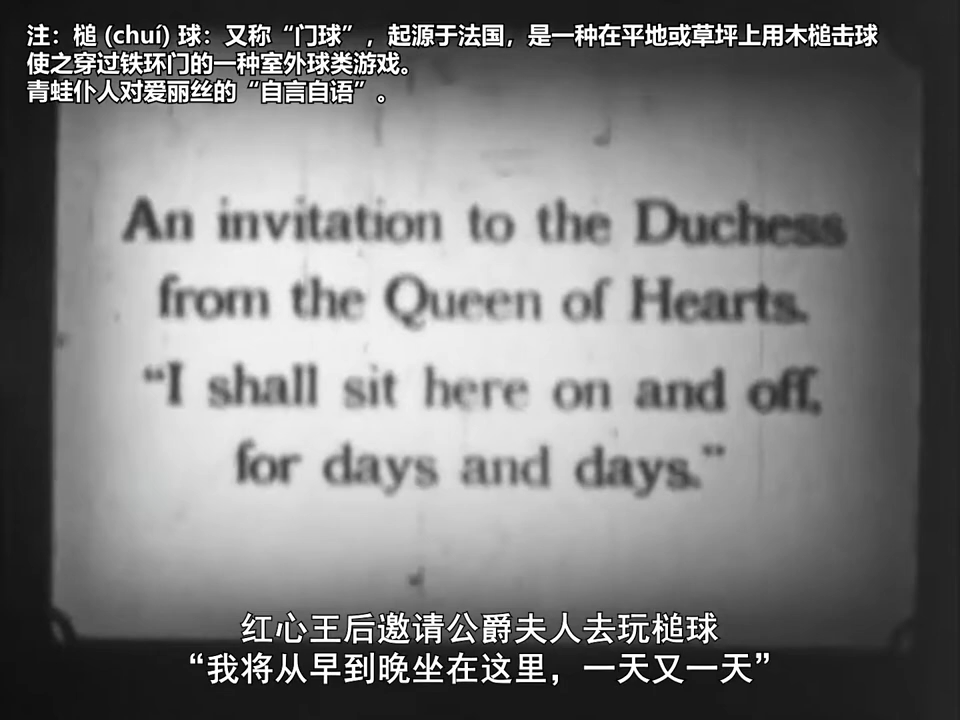 注：槌 (chuí) 球：又称“门球”，起源于法国，是一种在平地或草坪上用木槌击球
使之穿过铁环门的一种室外球类游戏。
青蛙仆人对爱丽丝的“自言自语”。
An invitation to the Duchess
from the Queen of Hearts.
“I shall sit here on and off,
for days and days.”
红心王后邀请公爵夫人去玩槌球
“我将从早到晚坐在这里，一天又一天”